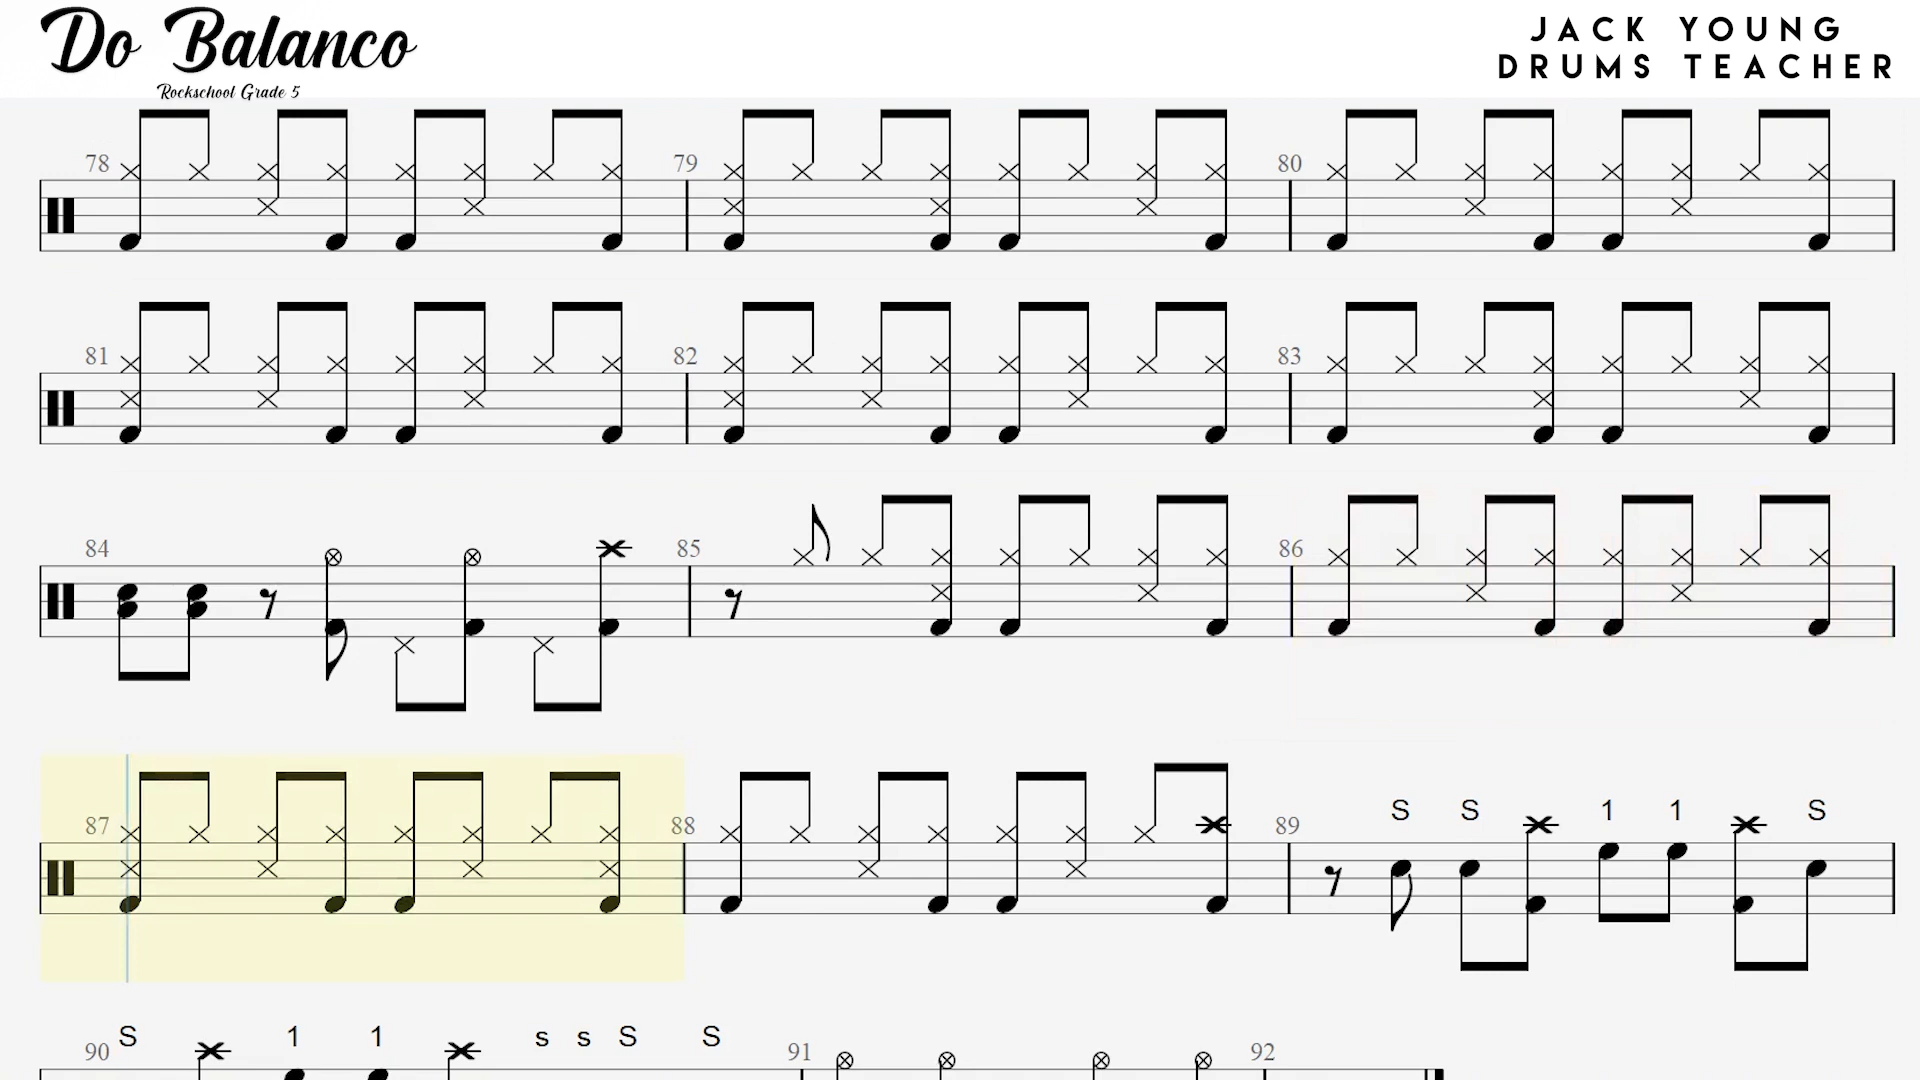 Do Balanco
Rockschool Grade 5
JACK YOUNG
DRUMS TEACHER
78 79 80
81 82 83
84 85 86
87 88 89
S S 1 1 S
90 91 92
S 1 1 s s S S